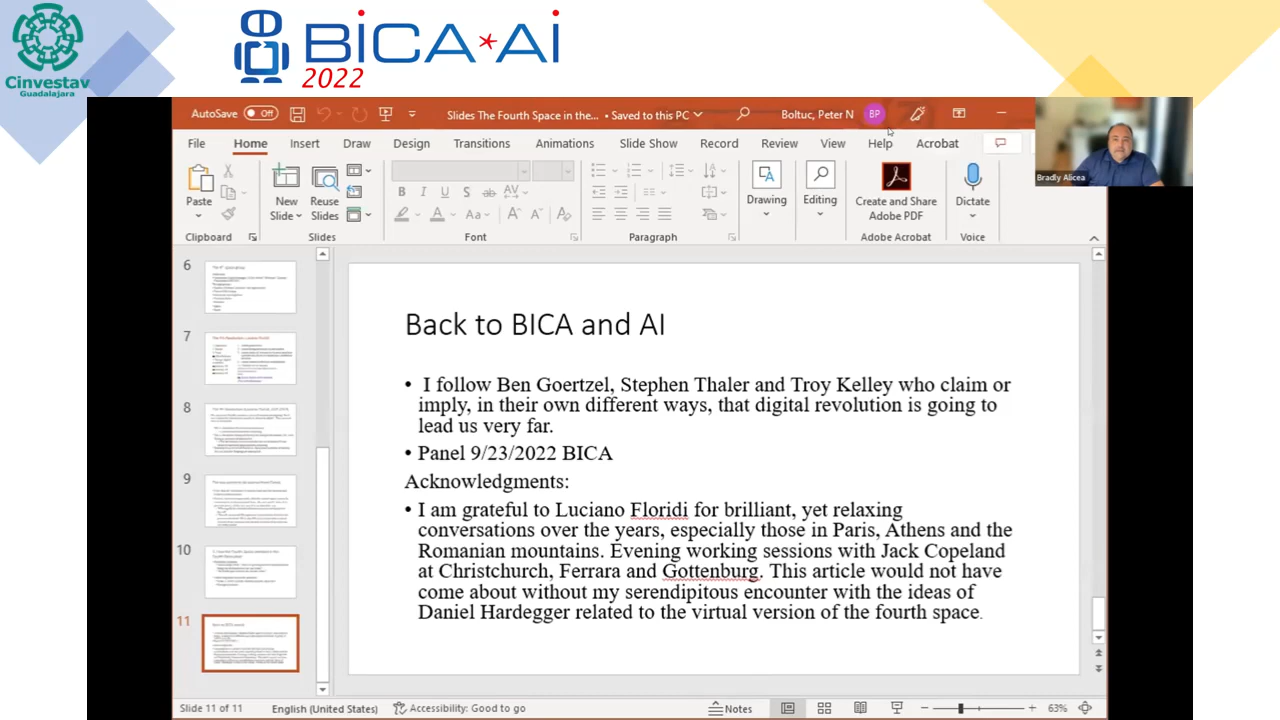 Cinvestav
Guadalajara
BiCA*Ai
2022
AutoSave Off
Slides The Fourth Space in the... • Saved to this PC
Boltuc, Peter N
BP
File Home Insert Draw Design Transitions Animations Slide Show Record Review View Help Acrobat
Paste
New Slide
Reuse Slides
Drawing
Editing
Create and Share Adobe PDF
Dictate
Clipboard
Slides
Font
Paragraph
Adobe Acrobat
Voice
Bradly Alicea
6
7
8
9
10
11
Back to BICA and AI
• I follow Ben Goertzel, Stephen Thaler and Troy Kelley who claim or
imply, in their own different ways, that digital revolution is going to
lead us very far.
• Panel 9/23/2022 BICA
Acknowledgments:
• I am grateful to Luciano Floridi for brilliant, yet relaxing
conversations over the years, especially those in Paris, Athens and the
Romanian mountains. Evening working sessions with Jack Copeland
at Christchurch, Ferrara and Gottenburg. This article would not have
come about without my serendipitous encounter with the ideas of
Daniel Hardegger related to the virtual version of the fourth space.
Slide 11 of 11
English (United States)
Accessibility: Good to go
Notes
63%